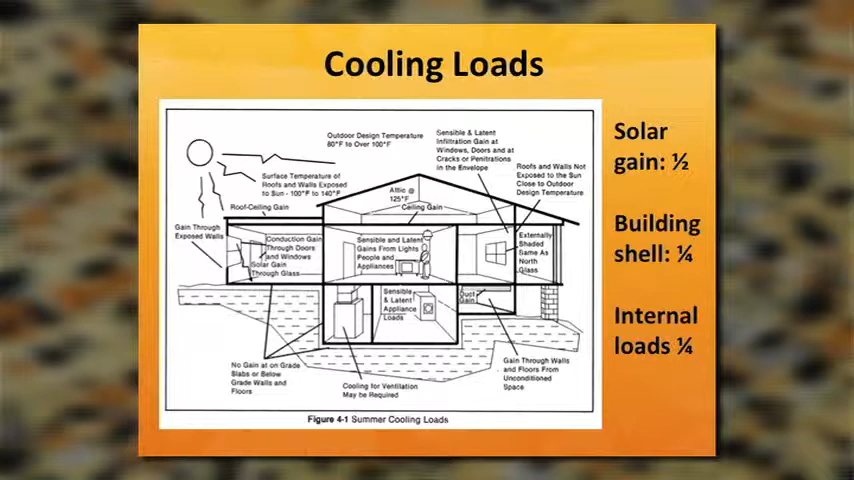 Cooling Loads
Outdoor Design Temperature
80°F to Over 100°F
Sensible & Latent
Infiltration Gain at
Windows, Doors and at
Cracks or Penitrations
in the Envelope
Roofs and Walls Not
Exposed to the Sun
Close to Outdoor
Design Temperature
Surface Temperature of
Roofs and Walls Exposed
to Sun - 100°F to 140°F
Attic @
125°F
Roof-Ceiling Gain
Ceiling Gain
Gain Through
Exposed Walls
Conduction Gain
Through Doors
and Windows
Solar Gain
Through Glass
Sensible and Latent
Gains From Lights
People and
Appliances
Externally
Shaded
Same As
North
Glass
Sensible
& Latent
Appliance
Loads
Duct
Gain
No Gain at on Grade
Slabs or Below
Grade Walls and
Floors
Cooling for Ventilation
May be Required
Gain Through Walls
and Floors From
Unconditioned
Space
Figure 4-1 Summer Cooling Loads
Solar
gain: ½
Building
shell: ¼
Internal
loads ¼